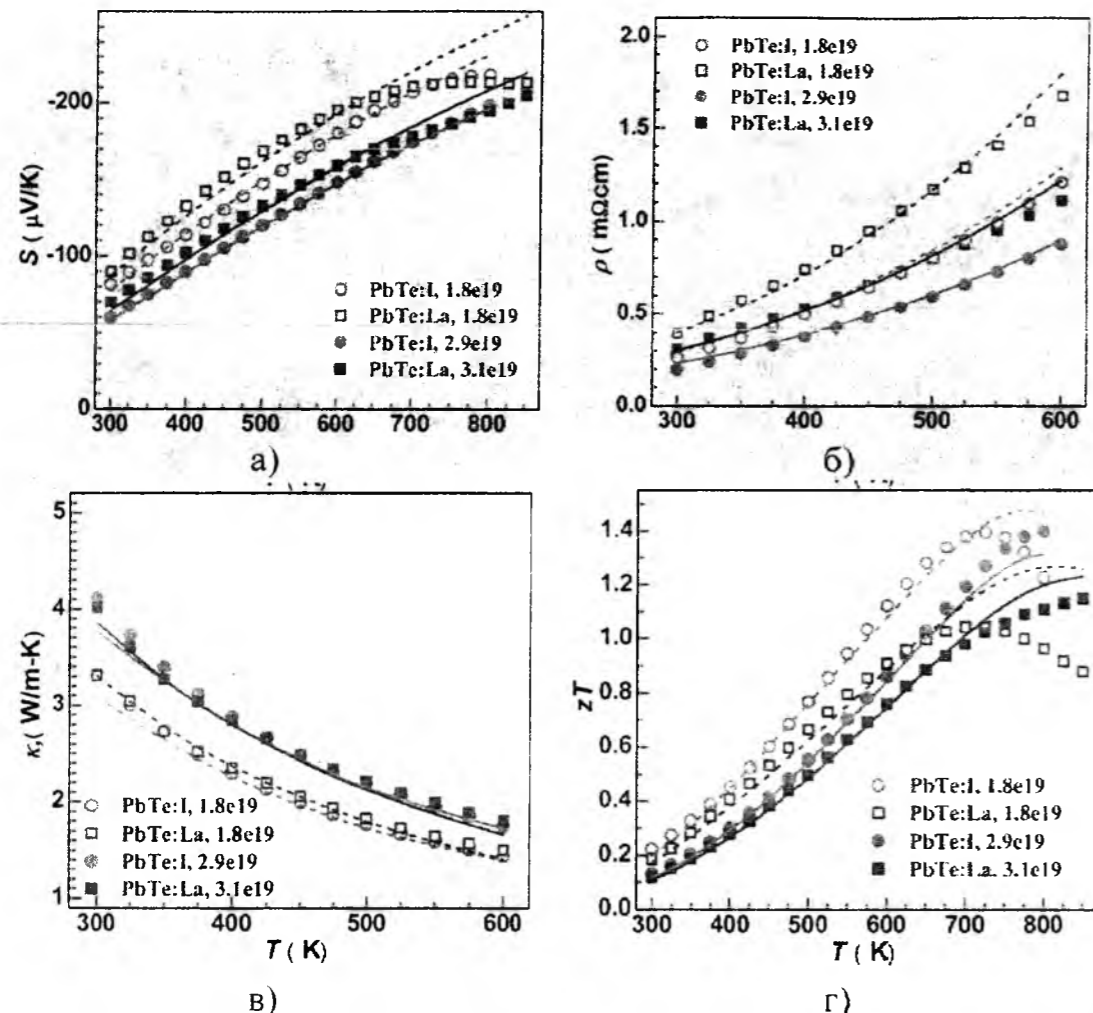 S ( μV/K)
-200
-100
0
PbTe:I, 1.8e19
PbTe:La, 1.8e19
PbTe:I, 2.9e19
PbTe:La, 3.1e19
300 400 500 600 700 800
а)
ρ ( mΩcm)
2.0
1.5
1.0
0.5
0.0
PbTe:I, 1.8e19
PbTe:La, 1.8e19
PbTe:I, 2.9e19
PbTe:La, 3.1e19
300 400 500 600
б)
κ,( W/m-K)
5
4
3
2
1
PbTe:I, 1.8e19
PbTe:La, 1.8e19
PbTe:I, 2.9e19
PbTe:La, 3.1e19
300 350 400 450 500 550 600
T ( K)
в)
zT
1.4
1.2
1.0
0.8
0.6
0.4
0.2
0.0
PbTe:I, 1.8e19
PbTe:La, 1.8e19
PbTe:I, 2.9e19
PbTe:La, 3.1e19
300 400 500 600 700 800
T ( K)
г)